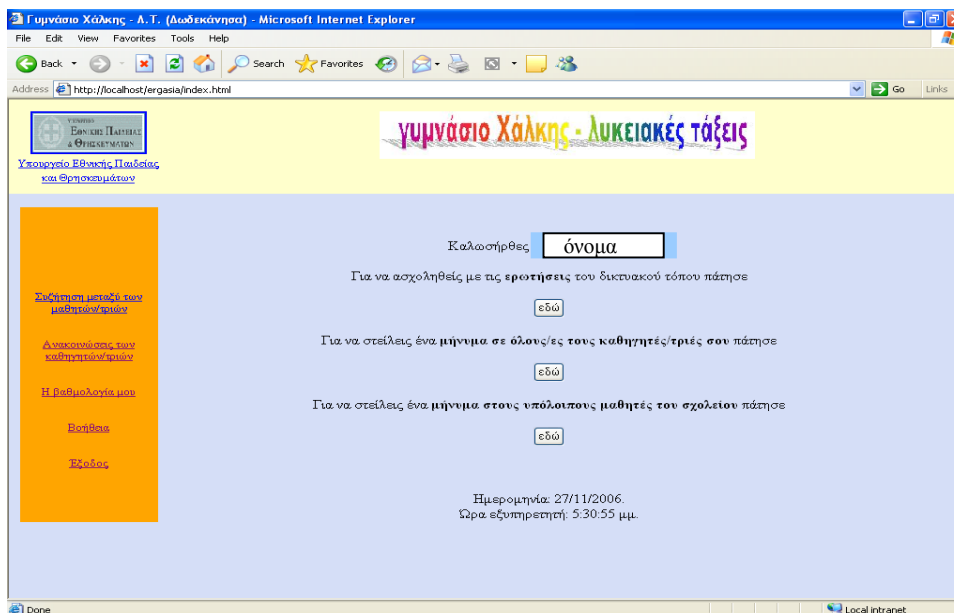 Γυμνάσιο Χάλκης - Λ.Τ. (Δωδεκάνησα) - Microsoft Internet Explorer
File Edit View Favorites Tools Help
Back Search Favorites
Address http://localhost/ergasia/index.html Go Links
ΥΠΟΥΡΓΕΙΟ
ΕΘΝΙΚΗΣ ΠΑΙΔΕΙΑΣ
& ΘΡΗΣΚΕΥΜΑΤΩΝ
Υπουργείο Εθνικής Παιδείας
και Θρησκευμάτων
γυμνάσιο Χάλκης - λυκειακές τάξεις
Καλωσήρθες όνομα
Για να ασχοληθείς με τις ερωτήσεις του δικτυακού τόπου πάτησε
εδώ
Για να στείλεις ένα μήνυμα σε όλους/ες τους καθηγητές/τριές σου πάτησε
εδώ
Για να στείλεις ένα μήνυμα στους υπόλοιπους μαθητές του σχολείου πάτησε
εδώ
Συζήτηση μεταξύ των
μαθητών/τριών
Ανακοινώσεις των
καθηγητών/τριών
Η βαθμολογία μου
Βοήθεια
Έξοδος
Ημερομηνία: 27/11/2006.
Ώρα εξυπηρετητή: 5:30:55 μμ.
Done Local intranet